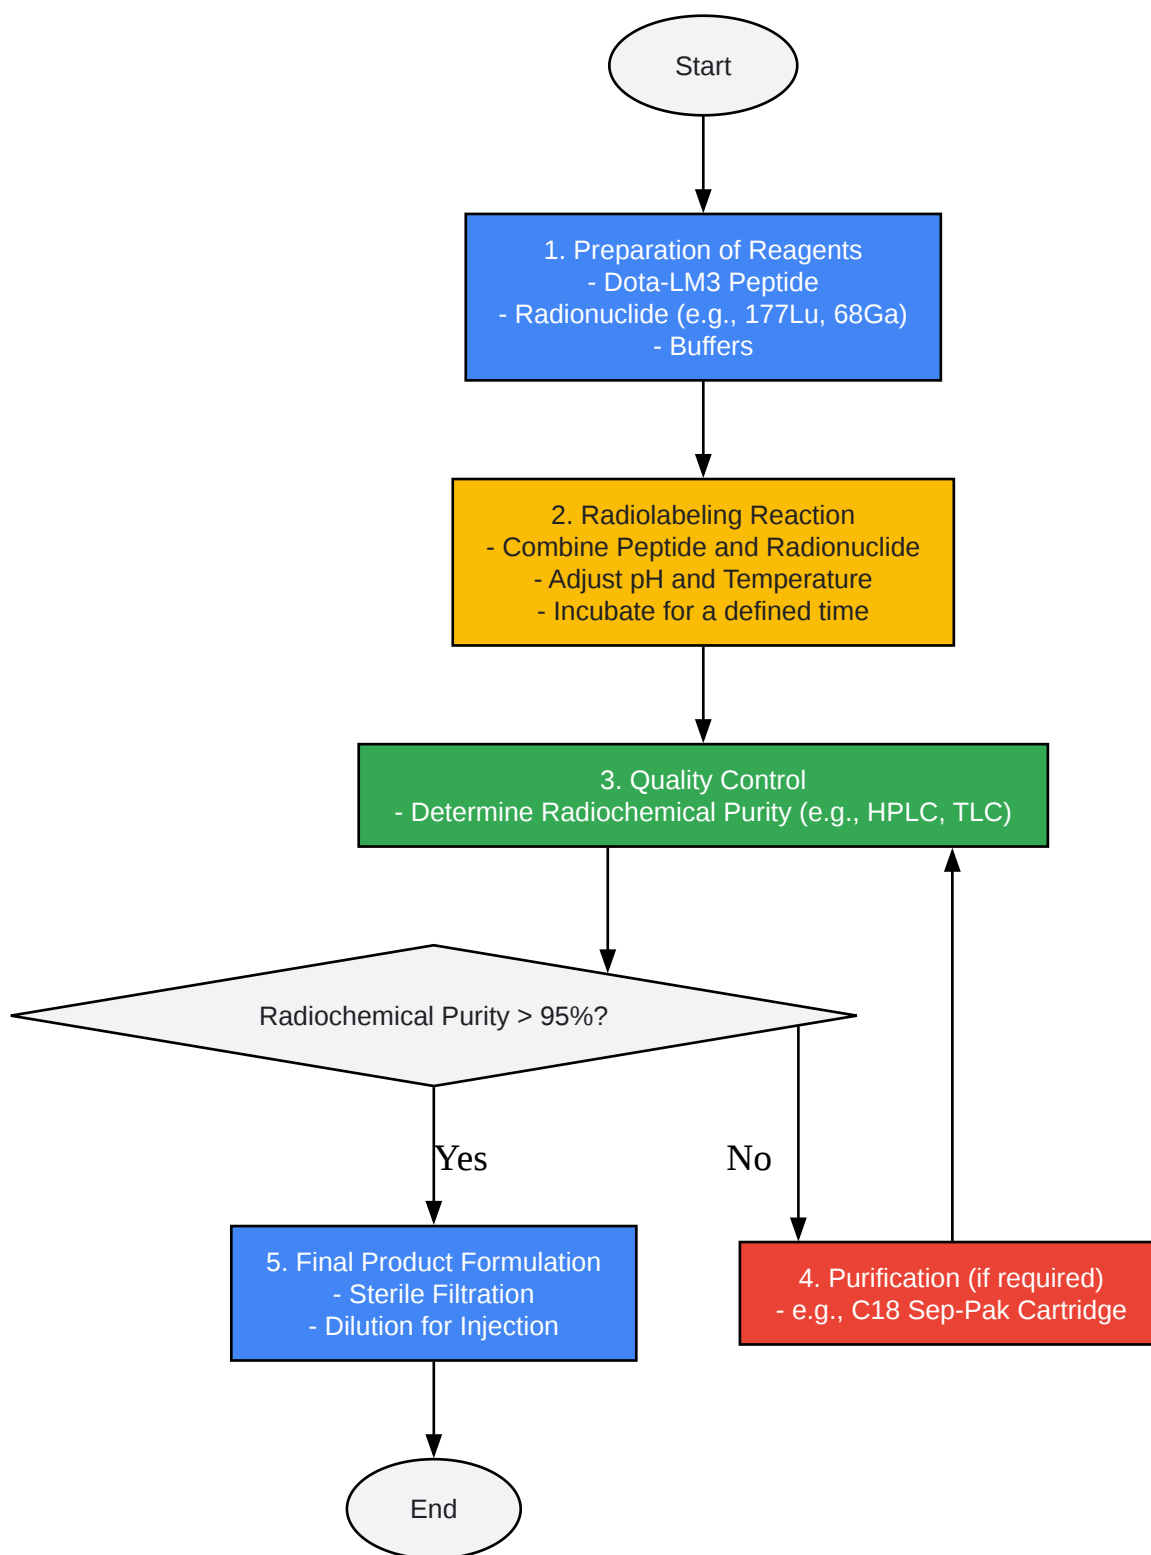 Start
1. Preparation of Reagents
- Dota-LM3 Peptide
- Radionuclide (e.g., 177Lu, 68Ga)
- Buffers
2. Radiolabeling Reaction
- Combine Peptide and Radionuclide
- Adjust pH and Temperature
- Incubate for a defined time
3. Quality Control
- Determine Radiochemical Purity (e.g., HPLC, TLC)
Radiochemical Purity > 95%?
Yes
No
5. Final Product Formulation
- Sterile Filtration
- Dilution for Injection
4. Purification (if required)
- e.g., C18 Sep-Pak Cartridge
End